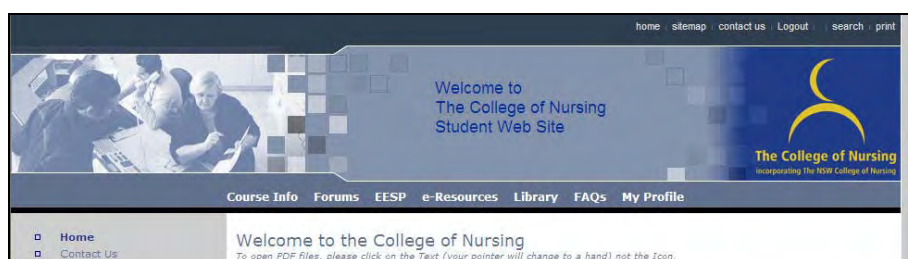 home sitemap contact us Logout search print
Welcome to
The College of Nursing
Student Web Site
The College of Nursing
incorporating The NSW College of Nursing
Course Info Forums EESP e-Resources Library FAQs My Profile
Home
Contact Us
Welcome to the College of Nursing
To open PDF files, please click on the Text (your pointer will change to a hand) not the Icon.